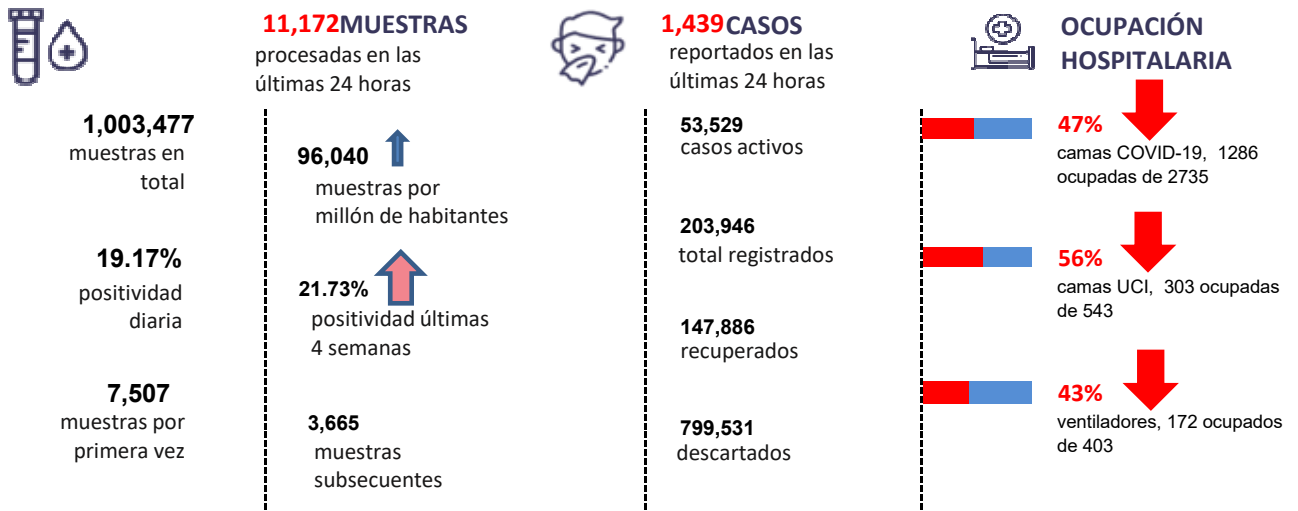 11,172MUESTRAS
procesadas en las
últimas 24 horas
1,003,477
muestras en
total
96,040
muestras por
millón de habitantes
19.17%
positividad
diaria
21.73%
positividad últimas
4 semanas
7,507
muestras por
primera vez
3,665
muestras
subsecuentes
1,439CASOS
reportados en las
últimas 24 horas
53,529
casos activos
203,946
total registrados
147,886
recuperados
799,531
descartados
OCUPACIÓN
HOSPITALARIA
47%
camas COVID-19, 1286
ocupadas de 2735
56%
camas UCI, 303 ocupadas
de 543
43%
ventiladores, 172 ocupados
de 403